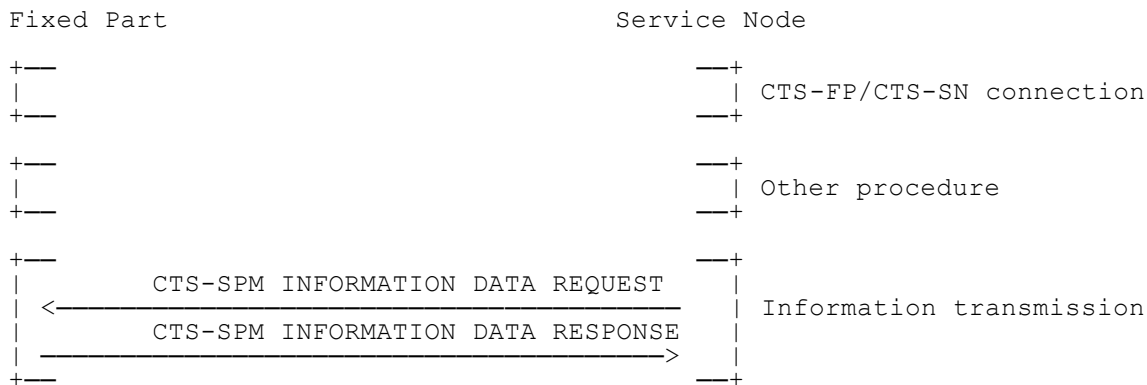 Fixed Part Service Node
CTS-FP/CTS-SN connection
Other procedure
CTS-SPM INFORMATION DATA REQUEST
Information transmission
CTS-SPM INFORMATION DATA RESPONSE